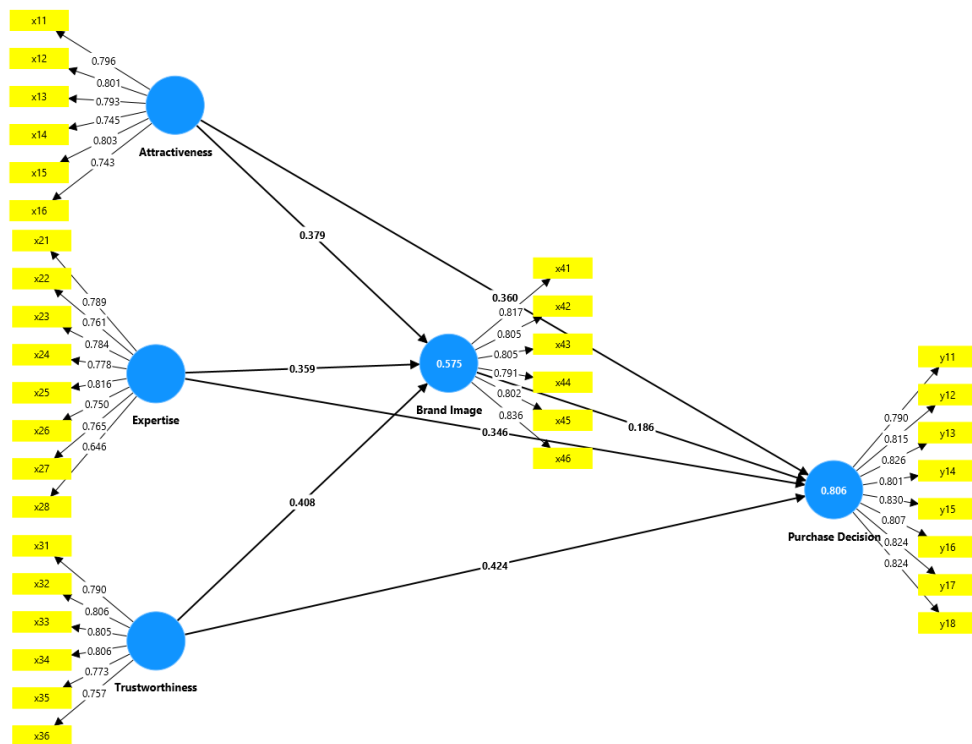 x11
0.796
x12
0.801
x13
0.793
x14
0.745
x15
0.803
x16
0.743
Attractiveness
x21
0.789
x22
0.761
x23
0.784
x24
0.778
x25
0.816
x26
0.750
x27
0.765
x28
0.646
Expertise
x31
0.790
x32
0.806
x33
0.805
x34
0.806
x35
0.773
x36
0.757
Trustworthiness
0.379
0.360
0.359
0.346
0.408
0.424
0.186
0.575
Brand Image
x41
0.817
x42
0.805
x43
0.805
x44
0.791
x45
0.802
x46
0.836
0.806
Purchase Decision
y11
0.790
y12
0.815
y13
0.826
y14
0.801
y15
0.830
y16
0.807
y17
0.824
y18
0.824